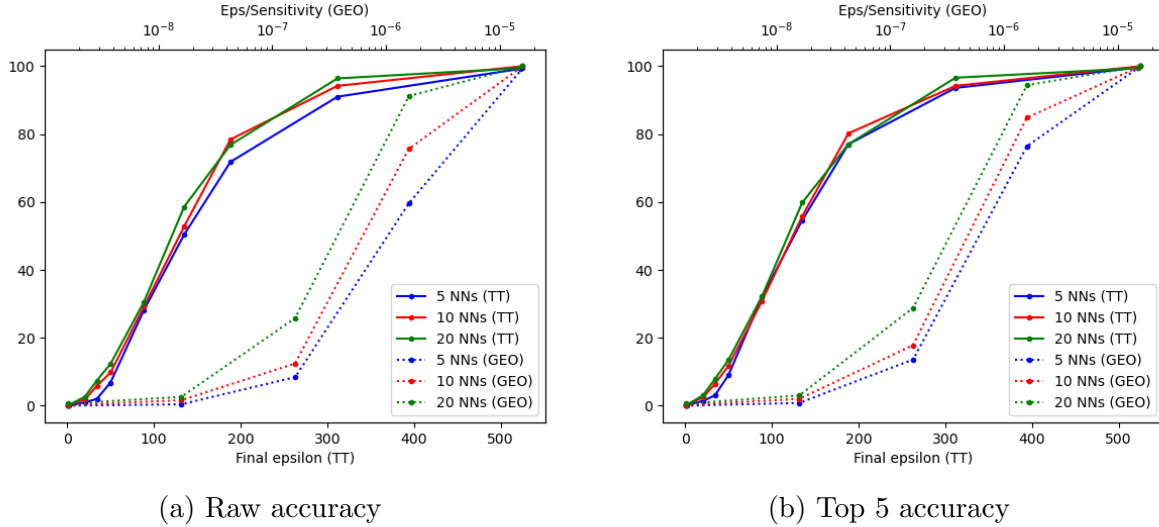 Eps/Sensitivity (GEO)
10⁻⁸ 10⁻⁷ 10⁻⁶ 10⁻⁵
100
80
60
40
20
0
5 NNs (TT)
10 NNs (TT)
20 NNs (TT)
5 NNs (GEO)
10 NNs (GEO)
20 NNs (GEO)
0 100 200 300 400 500
Final epsilon (TT)
(a) Raw accuracy
Eps/Sensitivity (GEO)
10⁻⁸ 10⁻⁷ 10⁻⁶ 10⁻⁵
100
80
60
40
20
0
5 NNs (TT)
10 NNs (TT)
20 NNs (TT)
5 NNs (GEO)
10 NNs (GEO)
20 NNs (GEO)
0 100 200 300 400 500
Final epsilon (TT)
(b) Top 5 accuracy